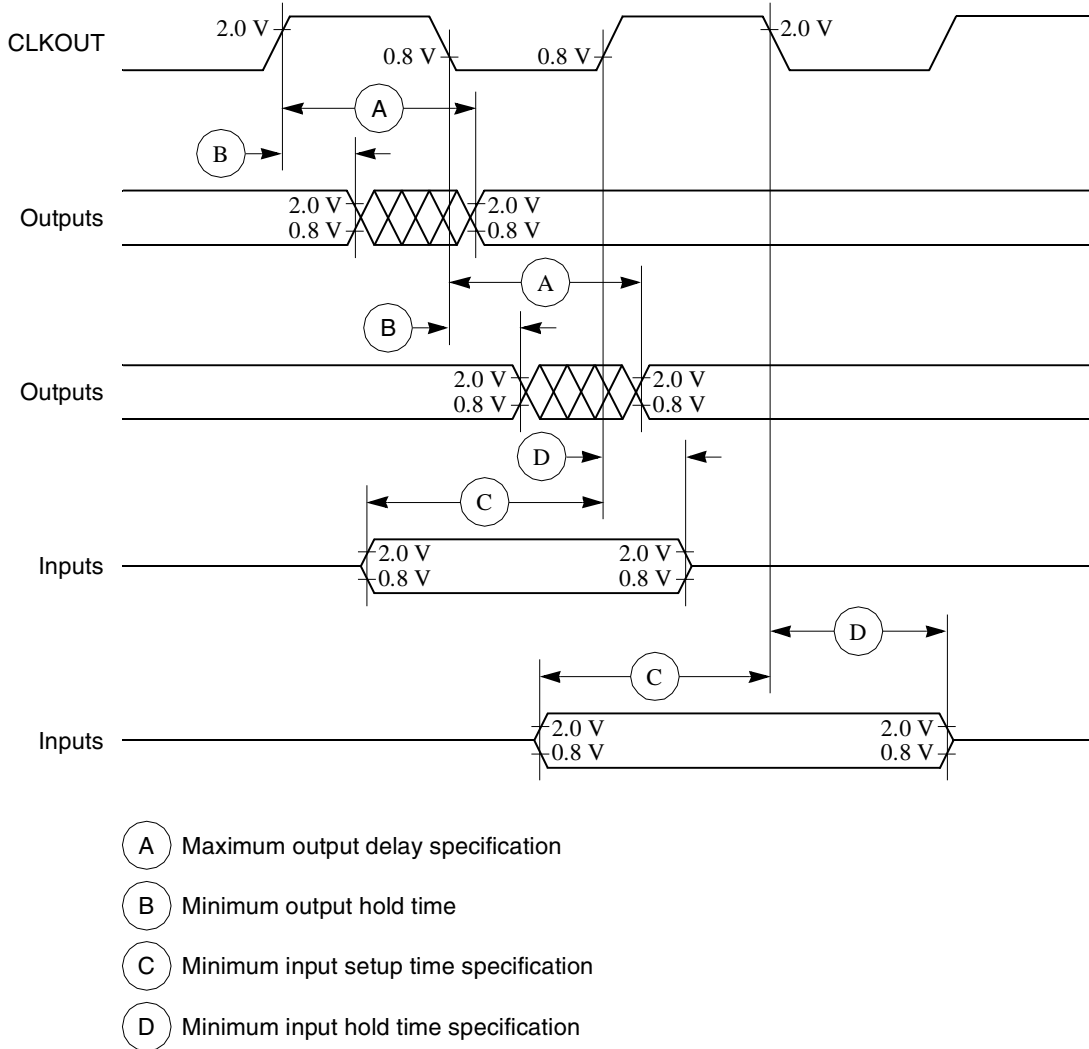 CLKOUT
2.0 V
0.8 V
0.8 V
2.0 V
A
B
Outputs
2.0 V
0.8 V
2.0 V
0.8 V
A
B
Outputs
2.0 V
0.8 V
2.0 V
0.8 V
D
C
Inputs
2.0 V
0.8 V
2.0 V
0.8 V
D
C
Inputs
2.0 V
0.8 V
2.0 V
0.8 V
A Maximum output delay specification
B Minimum output hold time
C Minimum input setup time specification
D Minimum input hold time specification